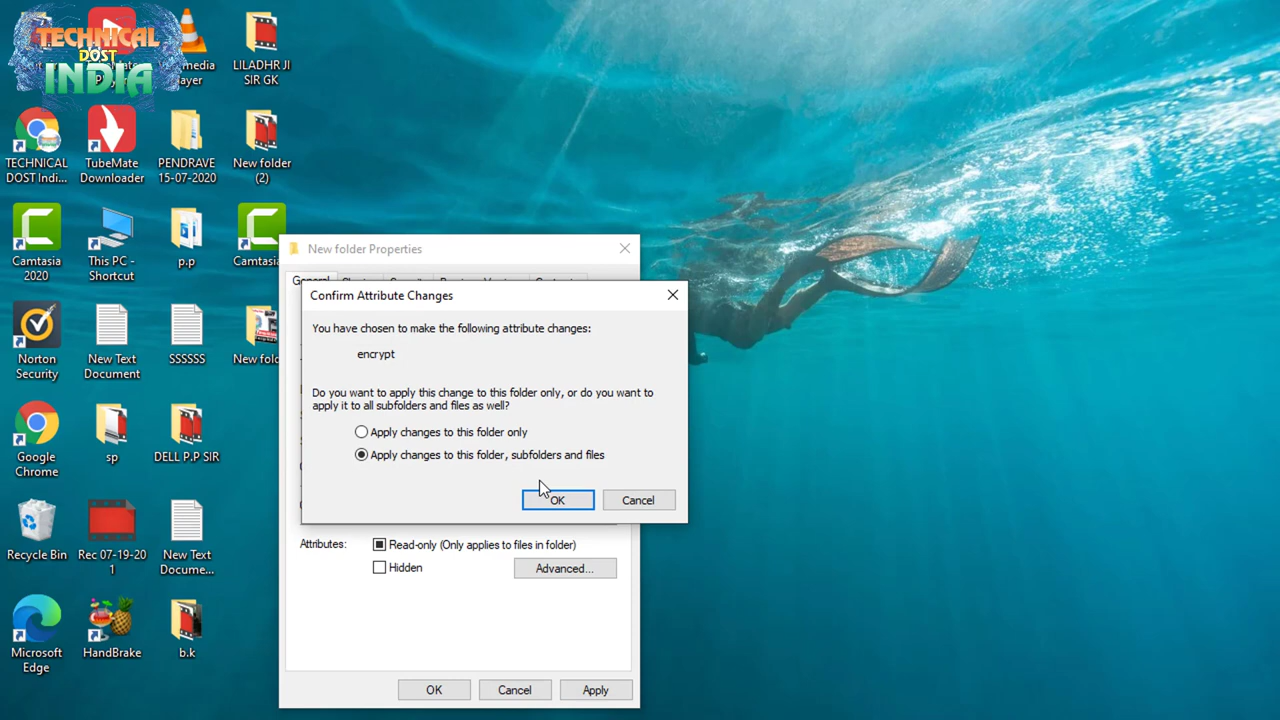 TECHNICAL
DOST
INDIA
LILADHR JI
SIR GK
TECHNICAL
DOST Indi...
TubeMate
Downloader
PENDRAVE
15-07-2020
New folder
(2)
Camtasia
2020
This PC -
Shortcut
p.p
Camtasia
New folder Properties
General
Confirm Attribute Changes
You have chosen to make the following attribute changes:
encrypt
Do you want to apply this change to this folder only, or do you want to
apply it to all subfolders and files as well?
Apply changes to this folder only
Apply changes to this folder, subfolders and files
OK
Cancel
Norton
Security
New Text
Document
SSSSSS
New fol
Google
Chrome
sp
DELL P.P SIR
Attributes:
Read-only (Only applies to files in folder)
Hidden
Advanced...
Recycle Bin
Rec 07-19-20
1
New Text
Docume...
Microsoft
Edge
HandBrake
b.k
OK
Cancel
Apply